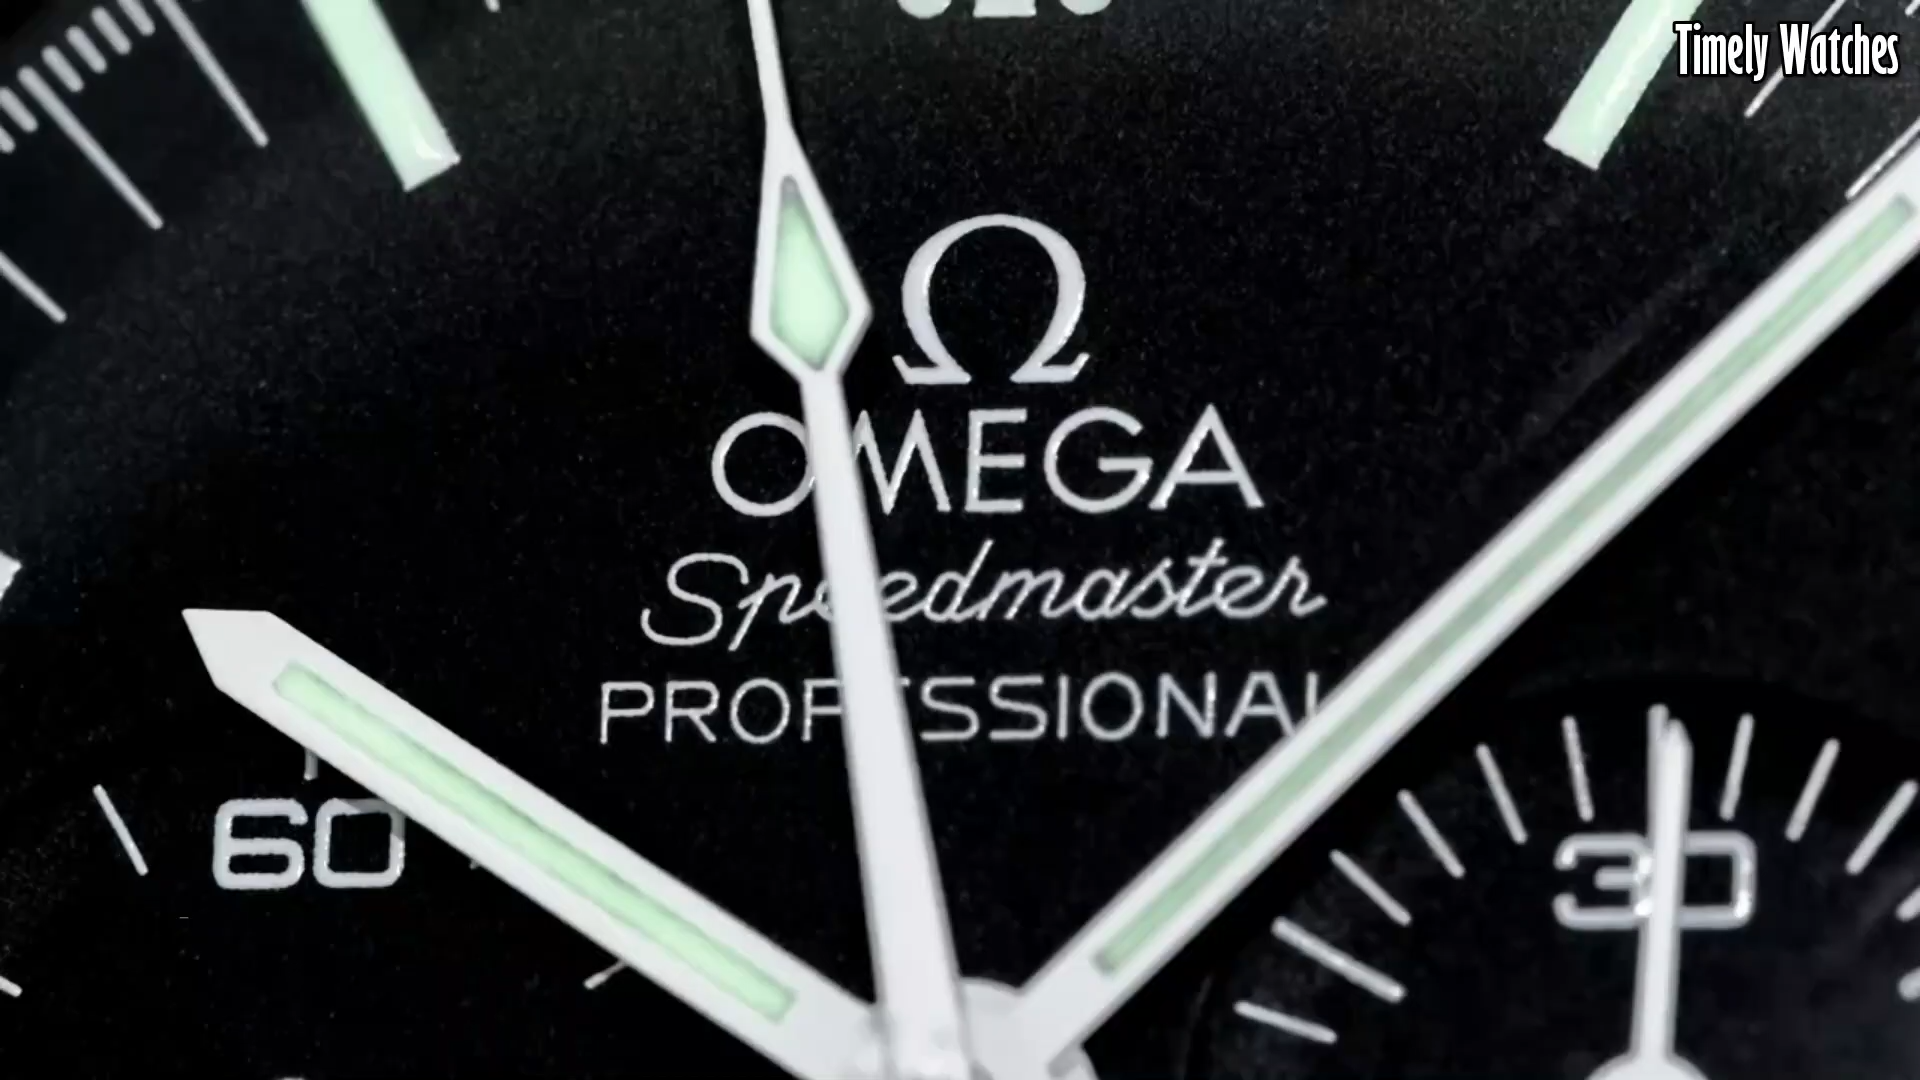 Timely Watches
Ω
OMEGA
Speedmaster
PROFESSIONAL
60
30